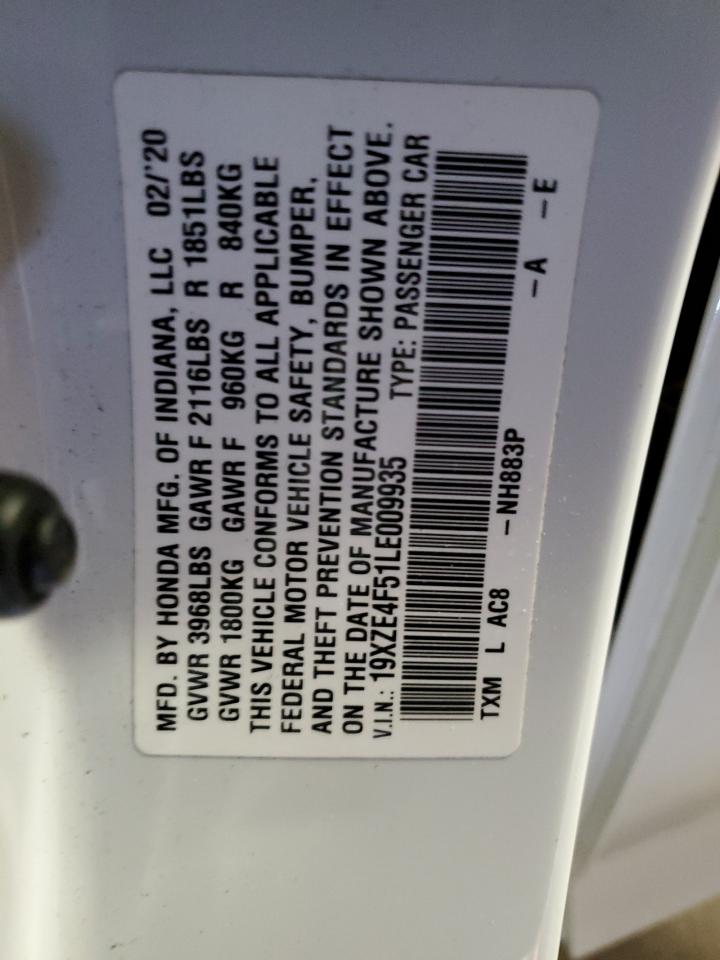 MFD. BY HONDA MFG. OF INDIANA, LLC 02/'20
GVWR 3968LBS GAWR F 2116LBS R 1851LBS
GVWR 1800KG GAWR F 960KG R 840KG
THIS VEHICLE CONFORMS TO ALL APPLICABLE
FEDERAL MOTOR VEHICLE SAFETY, BUMPER,
AND THEFT PREVENTION STANDARDS IN EFFECT
ON THE DATE OF MANUFACTURE SHOWN ABOVE.
V.I.N.: 19XZE4F51LE009935 TYPE: PASSENGER CAR
TXM L AC8 -NH883P -A -E